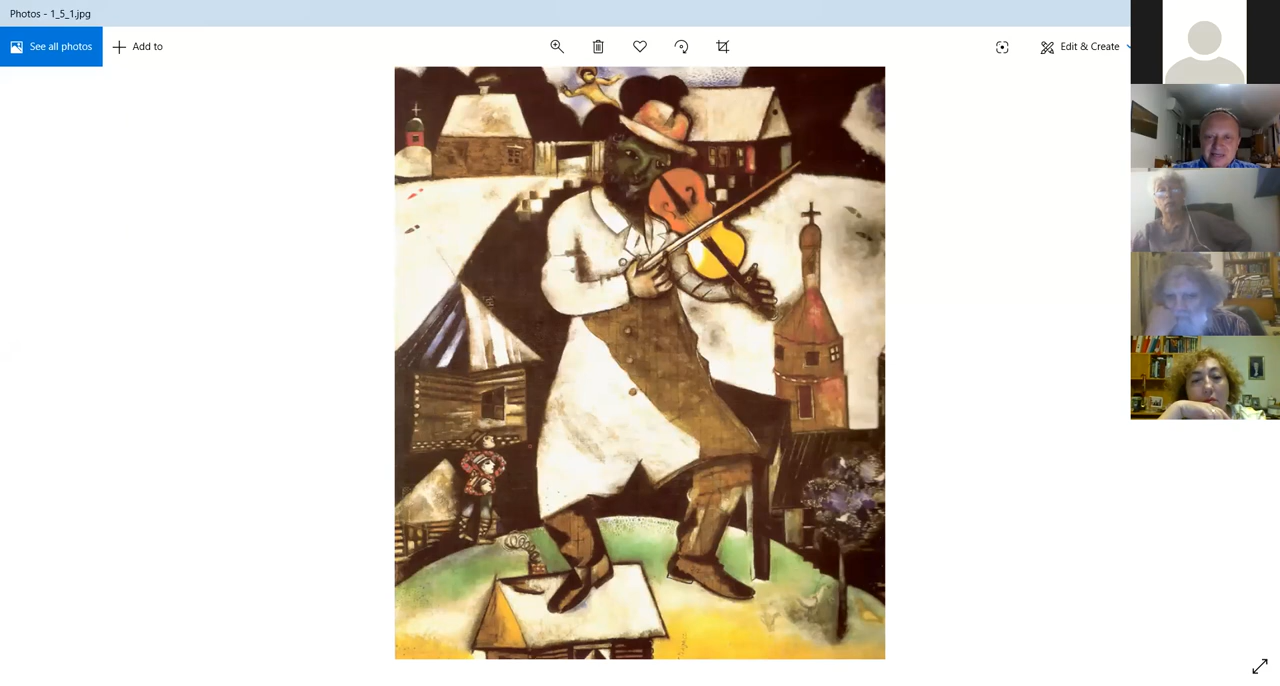 Photos - 1_5_1.jpg
See all photos
Add to
Edit & Create